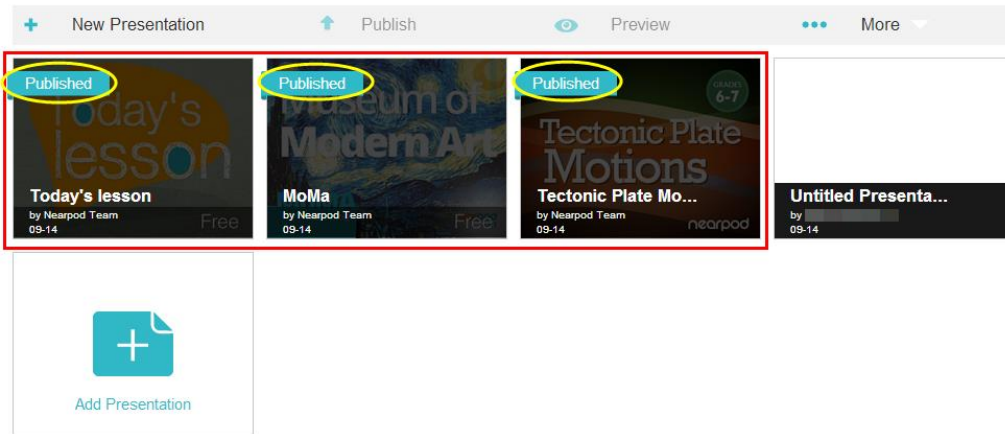 New Presentation
Publish
Preview
More
Published
Today's
lesson
Today's lesson
by Nearpod Team
09-14
Free
Published
Museum of
Modern Art
MoMa
by Nearpod Team
09-14
Free
Published
GRADES
6-7
Tectonic Plate
Motions
Tectonic Plate Mo...
by Nearpod Team
09-14
nearpod
Untitled Presenta...
by
09-14
Add Presentation